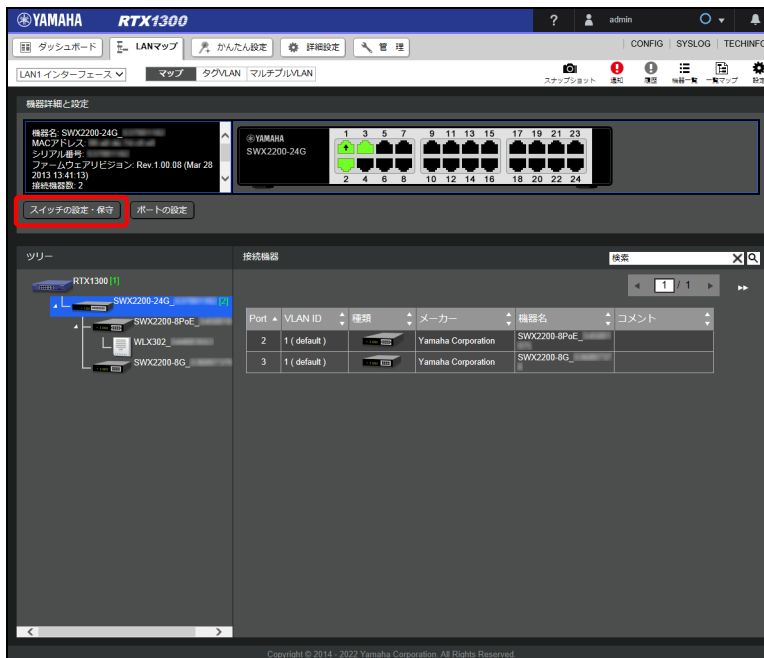 YAMAHA RTX1300 ? admin
ダッシュボード LANマップ かんたん設定 詳細設定 管 理 CONFIG SYSLOG TECHINFO
LAN1 インターフェース マップ タグVLAN マルチプルVLAN スナップショット 通知 履歴 機器一覧 一覧マップ 設定
機器詳細と設定
機器名: SWX2200-24G_
MACアドレス:
シリアル番号:
ファームウェアリビジョン: Rev.1.00.08 (Mar 28
2013 13:41:13)
接続機器数: 2
YAMAHA
SWX2200-24G
1 3 5 7 9 11 13 15 17 19 21 23
2 4 6 8 10 12 14 16 18 20 22 24
スイッチの設定・保守 ポートの設定
ツリー
RTX1300 [1]
SWX2200-24G_ [2]
SWX2200-8PoE_
WLX302_
SWX2200-8G_
接続機器 検索
1 / 1
Port VLAN ID 種類 メーカー 機器名 コメント
2 1 ( default ) Yamaha Corporation SWX2200-8PoE_
3 1 ( default ) Yamaha Corporation SWX2200-8G_
Copyright © 2014 - 2022 Yamaha Corporation. All Rights Reserved.